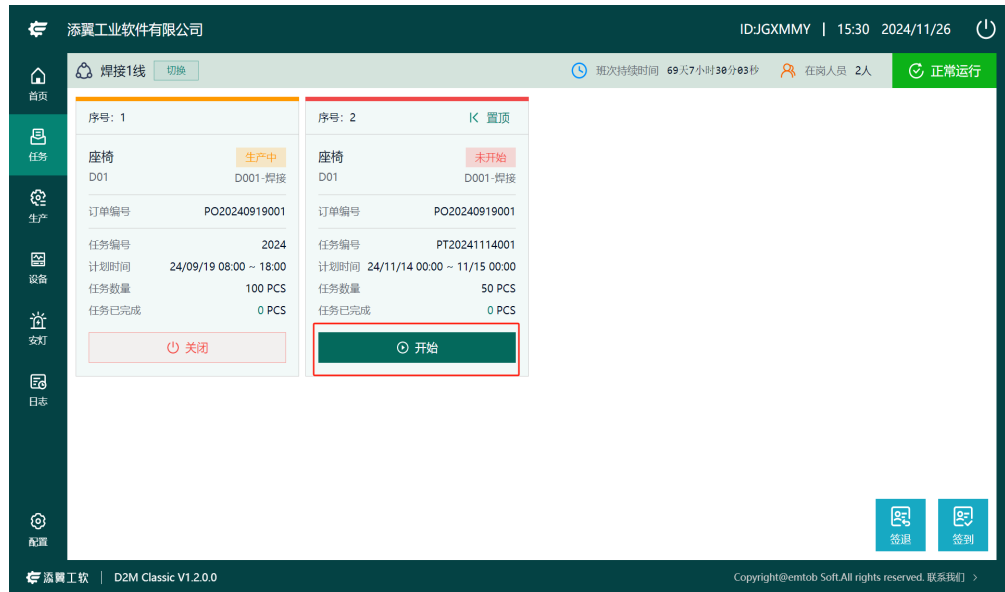 添翼工业软件有限公司
ID:JGXMMY | 15:30 2024/11/26
首页
任务
生产
设备
安灯
日志
配置
焊接1线 切换
班次持续时间 69天7小时30分03秒 在岗人员 2人 正常运行
序号: 1
座椅 生产中
D01 D001-焊接
订单编号 PO20240919001
任务编号 2024
计划时间 24/09/19 08:00 ~ 18:00
任务数量 100 PCS
任务已完成 0 PCS
关闭
序号: 2 置顶
座椅 未开始
D01 D001-焊接
订单编号 PO20240919001
任务编号 PT20241114001
计划时间 24/11/14 00:00 ~ 11/15 00:00
任务数量 50 PCS
任务已完成 0 PCS
开始
签退 签到
添翼工软 | D2M Classic V1.2.0.0 Copyright@emtob Soft.All rights reserved. 联系我们 >